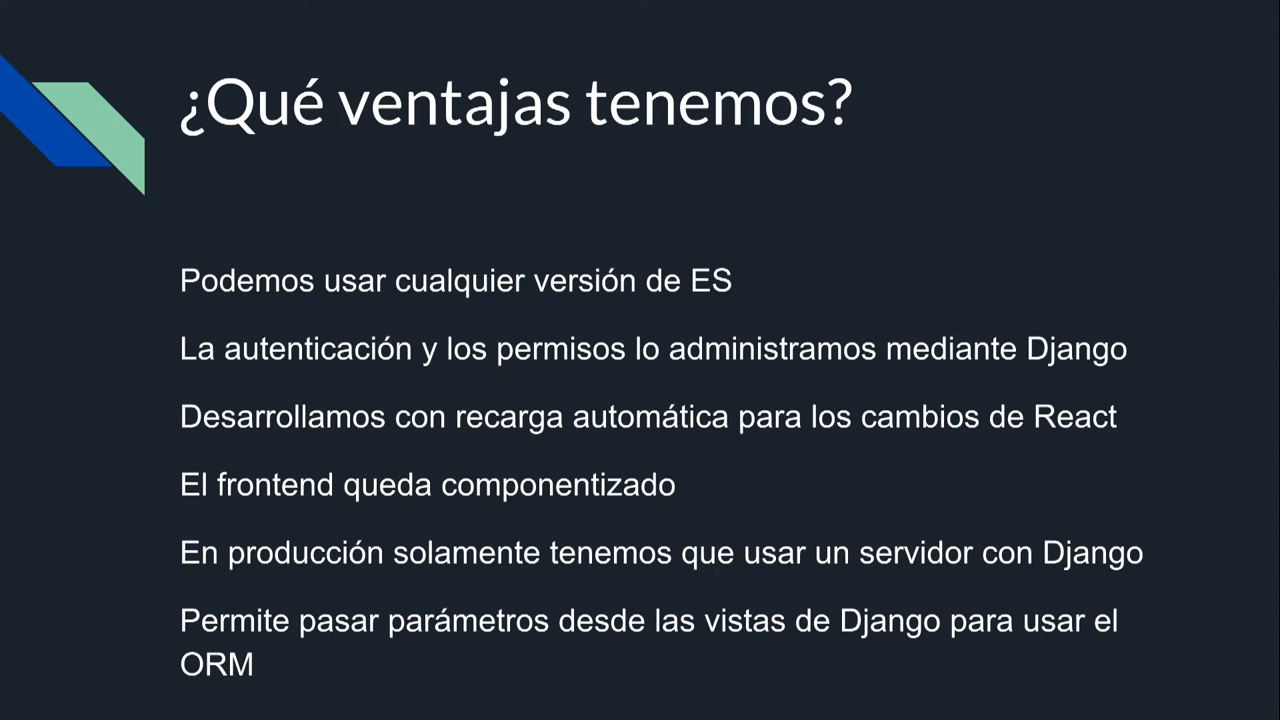 ¿Qué ventajas tenemos?
Podemos usar cualquier versión de ES
La autenticación y los permisos lo administramos mediante Django
Desarrollamos con recarga automática para los cambios de React
El frontend queda componentizado
En producción solamente tenemos que usar un servidor con Django
Permite pasar parámetros desde las vistas de Django para usar el
ORM